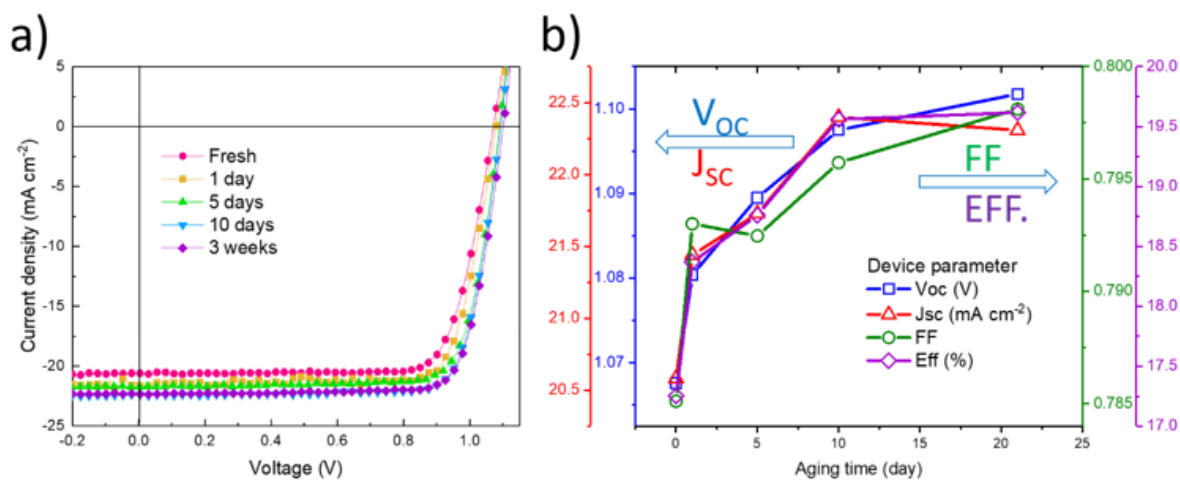 a)
5
0
-5
-10
-15
-20
-25
-0.2
0.0
0.2
0.4
0.6
0.8
1.0
Current density (mA cm-2)
Voltage (V)
Fresh
1 day
5 days
10 days
3 weeks
b)
22.5
22.0
21.5
21.0
20.5
1.10
1.09
1.08
1.07
VOC
JSC
FF
EFF.
Device parameter
Voc (V)
Jsc (mA cm-2)
FF
Eff (%)
0
5
10
15
20
25
Aging time (day)
0.800
0.795
0.790
0.785
20.0
19.5
19.0
18.5
18.0
17.5
17.0